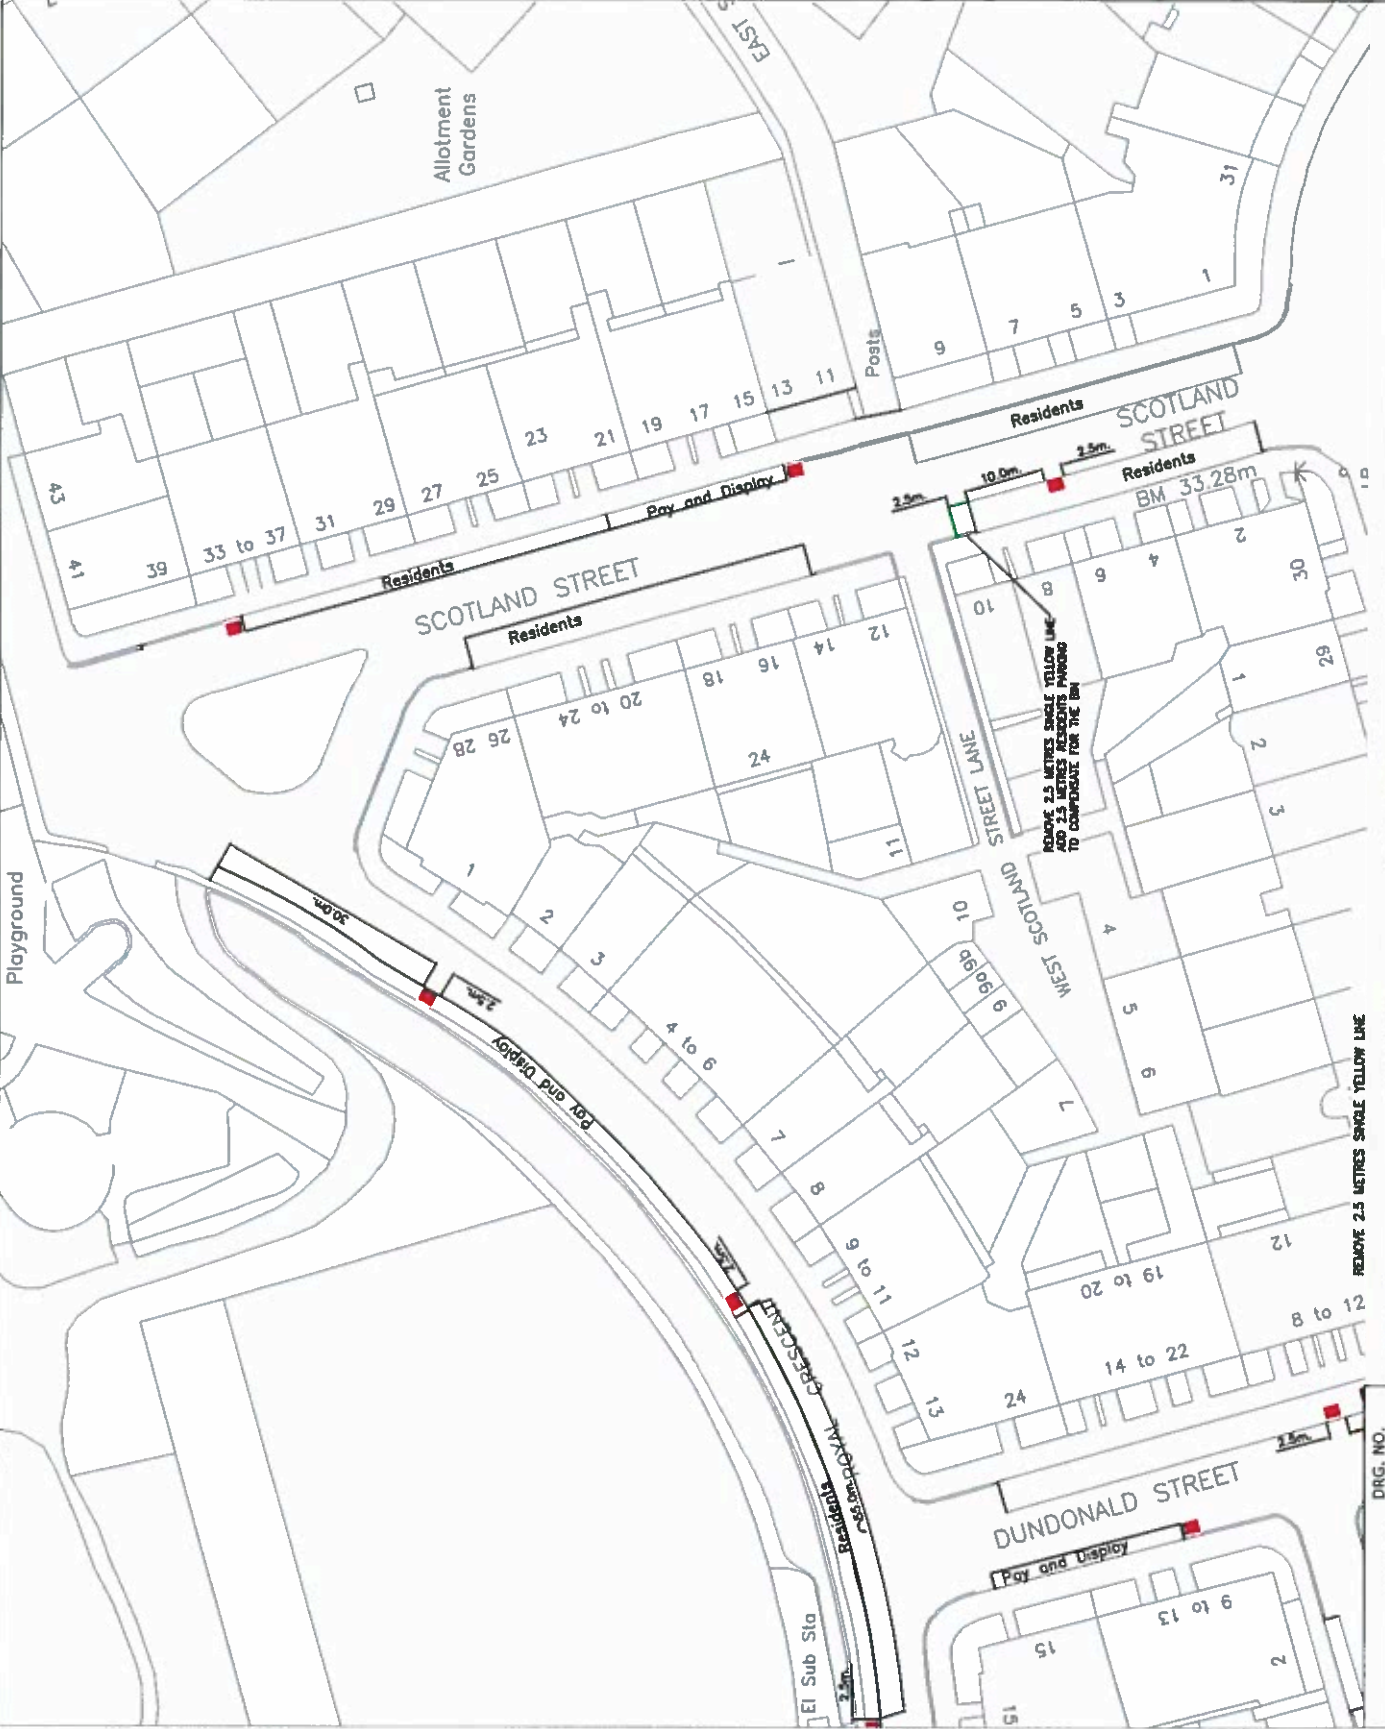 EAST S
Allotment
Gardens
31
1
3
5
7
9
Posts
I
11
13
15
17
19
21
23
25
27
29
31
33 to 37
39
41
43
Residents
Pay and Display
SCOTLAND STREET
Residents
Residents
SCOTLAND
STREET
2.5m.
10.0m.
2.5m.
Residents
BM 33.28m
2
4
6
8
10
30
29
1
2
3
REMOVE 2.5 METRES SINGLE YELLOW LINE
ADD 2.5 METRES RESIDENTS PARKING
TO COMPENSATE FOR THE BIN
12
14
16
18
20 to 24
26
28
24
11
WEST SCOTLAND STREET LANE
10
9b
9a
9
7
4
5
6
Playground
30.0m.
2.5m.
Pay and Display
1
2
3
4 to 6
7
8
9 to 11
12
13
24
2.5m.
ROYAL CRESCENT
Residents
65.0m.
2.5m.
El Sub Sta
14 to 22
19 to 20
12
8 to 12
REMOVE 2.5 METRES SINGLE YELLOW LINE
2.5m.
DUNDONALD STREET
Pay and Display
9 to 13
15
15
2
DRG. NO.